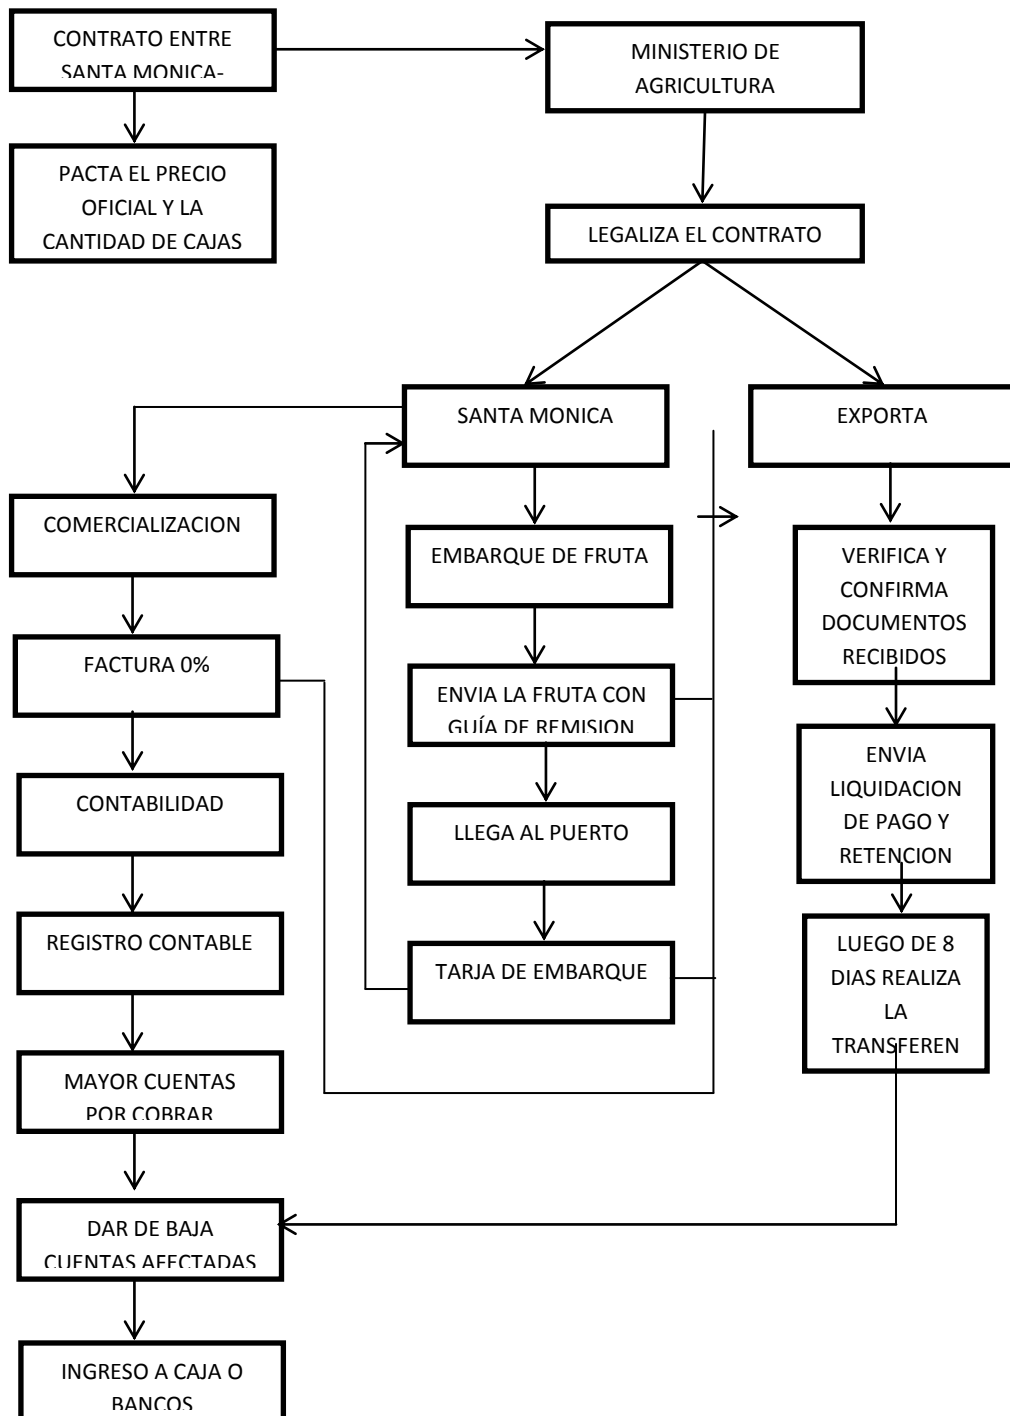 CONTRATO ENTRE
SANTA MONICA-
MINISTERIO DE
AGRICULTURA
PACTA EL PRECIO
OFICIAL Y LA
CANTIDAD DE CAJAS
LEGALIZA EL CONTRATO
SANTA MONICA
EXPORTA
COMERCIALIZACION
EMBARQUE DE FRUTA
VERIFICA Y
CONFIRMA
DOCUMENTOS
RECIBIDOS
FACTURA 0%
ENVIA LA FRUTA CON
GUÍA DE REMISION
ENVIA
LIQUIDACION
DE PAGO Y
RETENCION
CONTABILIDAD
LLEGA AL PUERTO
REGISTRO CONTABLE
TARJA DE EMBARQUE
LUEGO DE 8
DIAS REALIZA
LA
TRANSFEREN
MAYOR CUENTAS
POR COBRAR
DAR DE BAJA
CUENTAS AFECTADAS
INGRESO A CAJA O
BANCOS